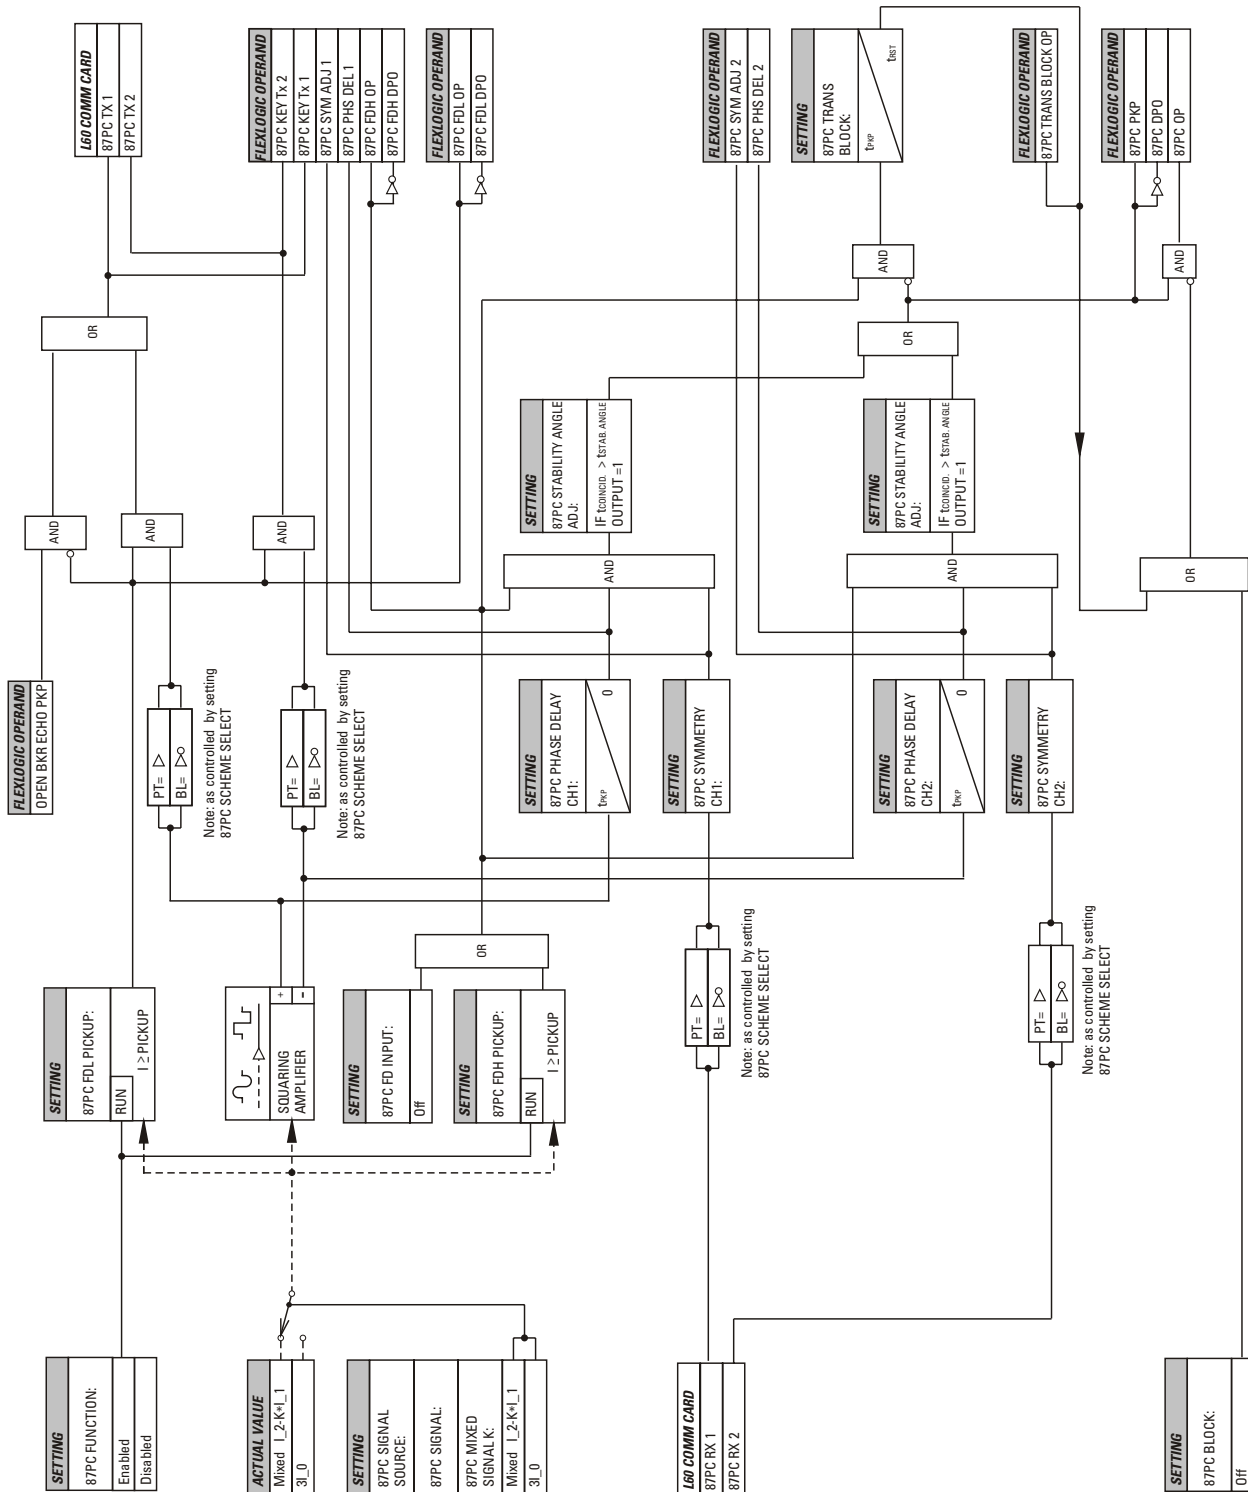 SETTING
87PC FUNCTION:
Enabled
Disabled
ACTUAL VALUE
Mixed I_2-K*I_1
3I_0
SETTING
87PC SIGNAL
SOURCE:
87PC SIGNAL:
87PC MIXED
SIGNAL K:
Mixed I_2-K*I_1
3I_0
L60 COMM CARD
87PC RX 1
87PC RX 2
SETTING
87PC BLOCK:
Off
SETTING
87PC FDL PICKUP:
RUN
I ≥ PICKUP
SQUARING
AMPLIFIER
+
-
SETTING
87PC FD INPUT:
Off
SETTING
87PC FDH PICKUP:
RUN
I ≥ PICKUP
OR
PT=
BL=
Note: as controlled by setting
87PC SCHEME SELECT
PT=
BL=
Note: as controlled by setting
87PC SCHEME SELECT
FLEXLOGIC OPERAND
OPEN BKR ECHO PKP
PT=
BL=
Note: as controlled by setting
87PC SCHEME SELECT
PT=
BL=
Note: as controlled by setting
87PC SCHEME SELECT
SETTING
87PC PHASE DELAY
CH1:
tPKP
0
SETTING
87PC SYMMETRY
CH1:
SETTING
87PC PHASE DELAY
CH2:
tPKP
0
SETTING
87PC SYMMETRY
CH2:
AND
AND
AND
AND
AND
OR
SETTING
87PC STABILITY ANGLE
ADJ:
IF tCOINCID. > tSTAB. ANGLE
OUTPUT =1
SETTING
87PC STABILITY ANGLE
ADJ:
IF tCOINCID. > tSTAB. ANGLE
OUTPUT =1
OR
OR
AND
AND
L60 COMM CARD
87PC TX 1
87PC TX 2
FLEXLOGIC OPERAND
87PC KEY Tx 2
87PC KEY Tx 1
87PC SYM ADJ 1
87PC PHS DEL 1
87PC FDH OP
87PC FDH DPO
FLEXLOGIC OPERAND
87PC FDL OP
87PC FDL DPO
FLEXLOGIC OPERAND
87PC SYM ADJ 2
87PC PHS DEL 2
SETTING
87PC TRANS
BLOCK:
tPKP
tRST
FLEXLOGIC OPERAND
87PC TRANS BLOCK OP
FLEXLOGIC OPERAND
87PC PKP
87PC DPO
87PC OP